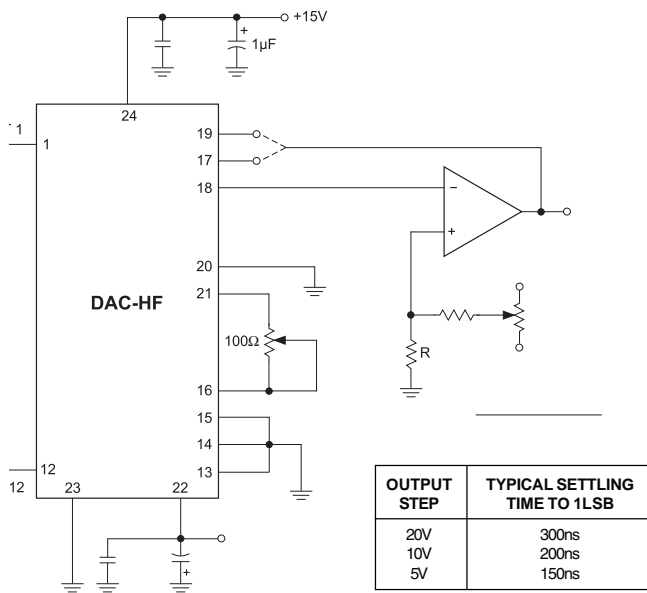 +15V
+
1µF
24
1
1
19
17
18
−
+
20
21
DAC-HF
100Ω
R
16
15
14
13
12
12
23
22
+
OUTPUT STEP
TYPICAL SETTLING TIME TO 1LSB
20V 300ns
10V 200ns
5V 150ns